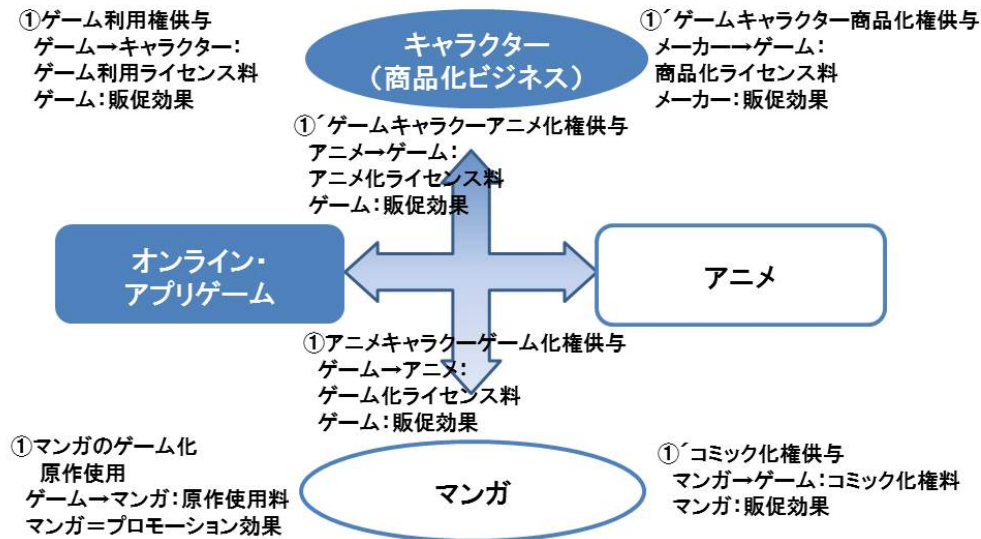 ①ゲーム利用権供与
ゲーム→キャラクター:
ゲーム利用ライセンス料
ゲーム:販促効果
キャラクター
(商品化ビジネス)
①´ゲームキャラクター商品化権供与
メーカー→ゲーム:
商品化ライセンス料
メーカー:販促効果
①´ゲームキャラクーアニメ化権供与
アニメ→ゲーム:
アニメ化ライセンス料
ゲーム:販促効果
オンライン・
アプリゲーム
アニメ
①アニメキャラクーゲーム化権供与
ゲーム→アニメ:
ゲーム化ライセンス料
ゲーム:販促効果
①マンガのゲーム化
原作使用
ゲーム→マンガ:原作使用料
マンガ=プロモーション効果
マンガ
①´コミック化権供与
マンガ→ゲーム:コミック化権料
マンガ:販促効果